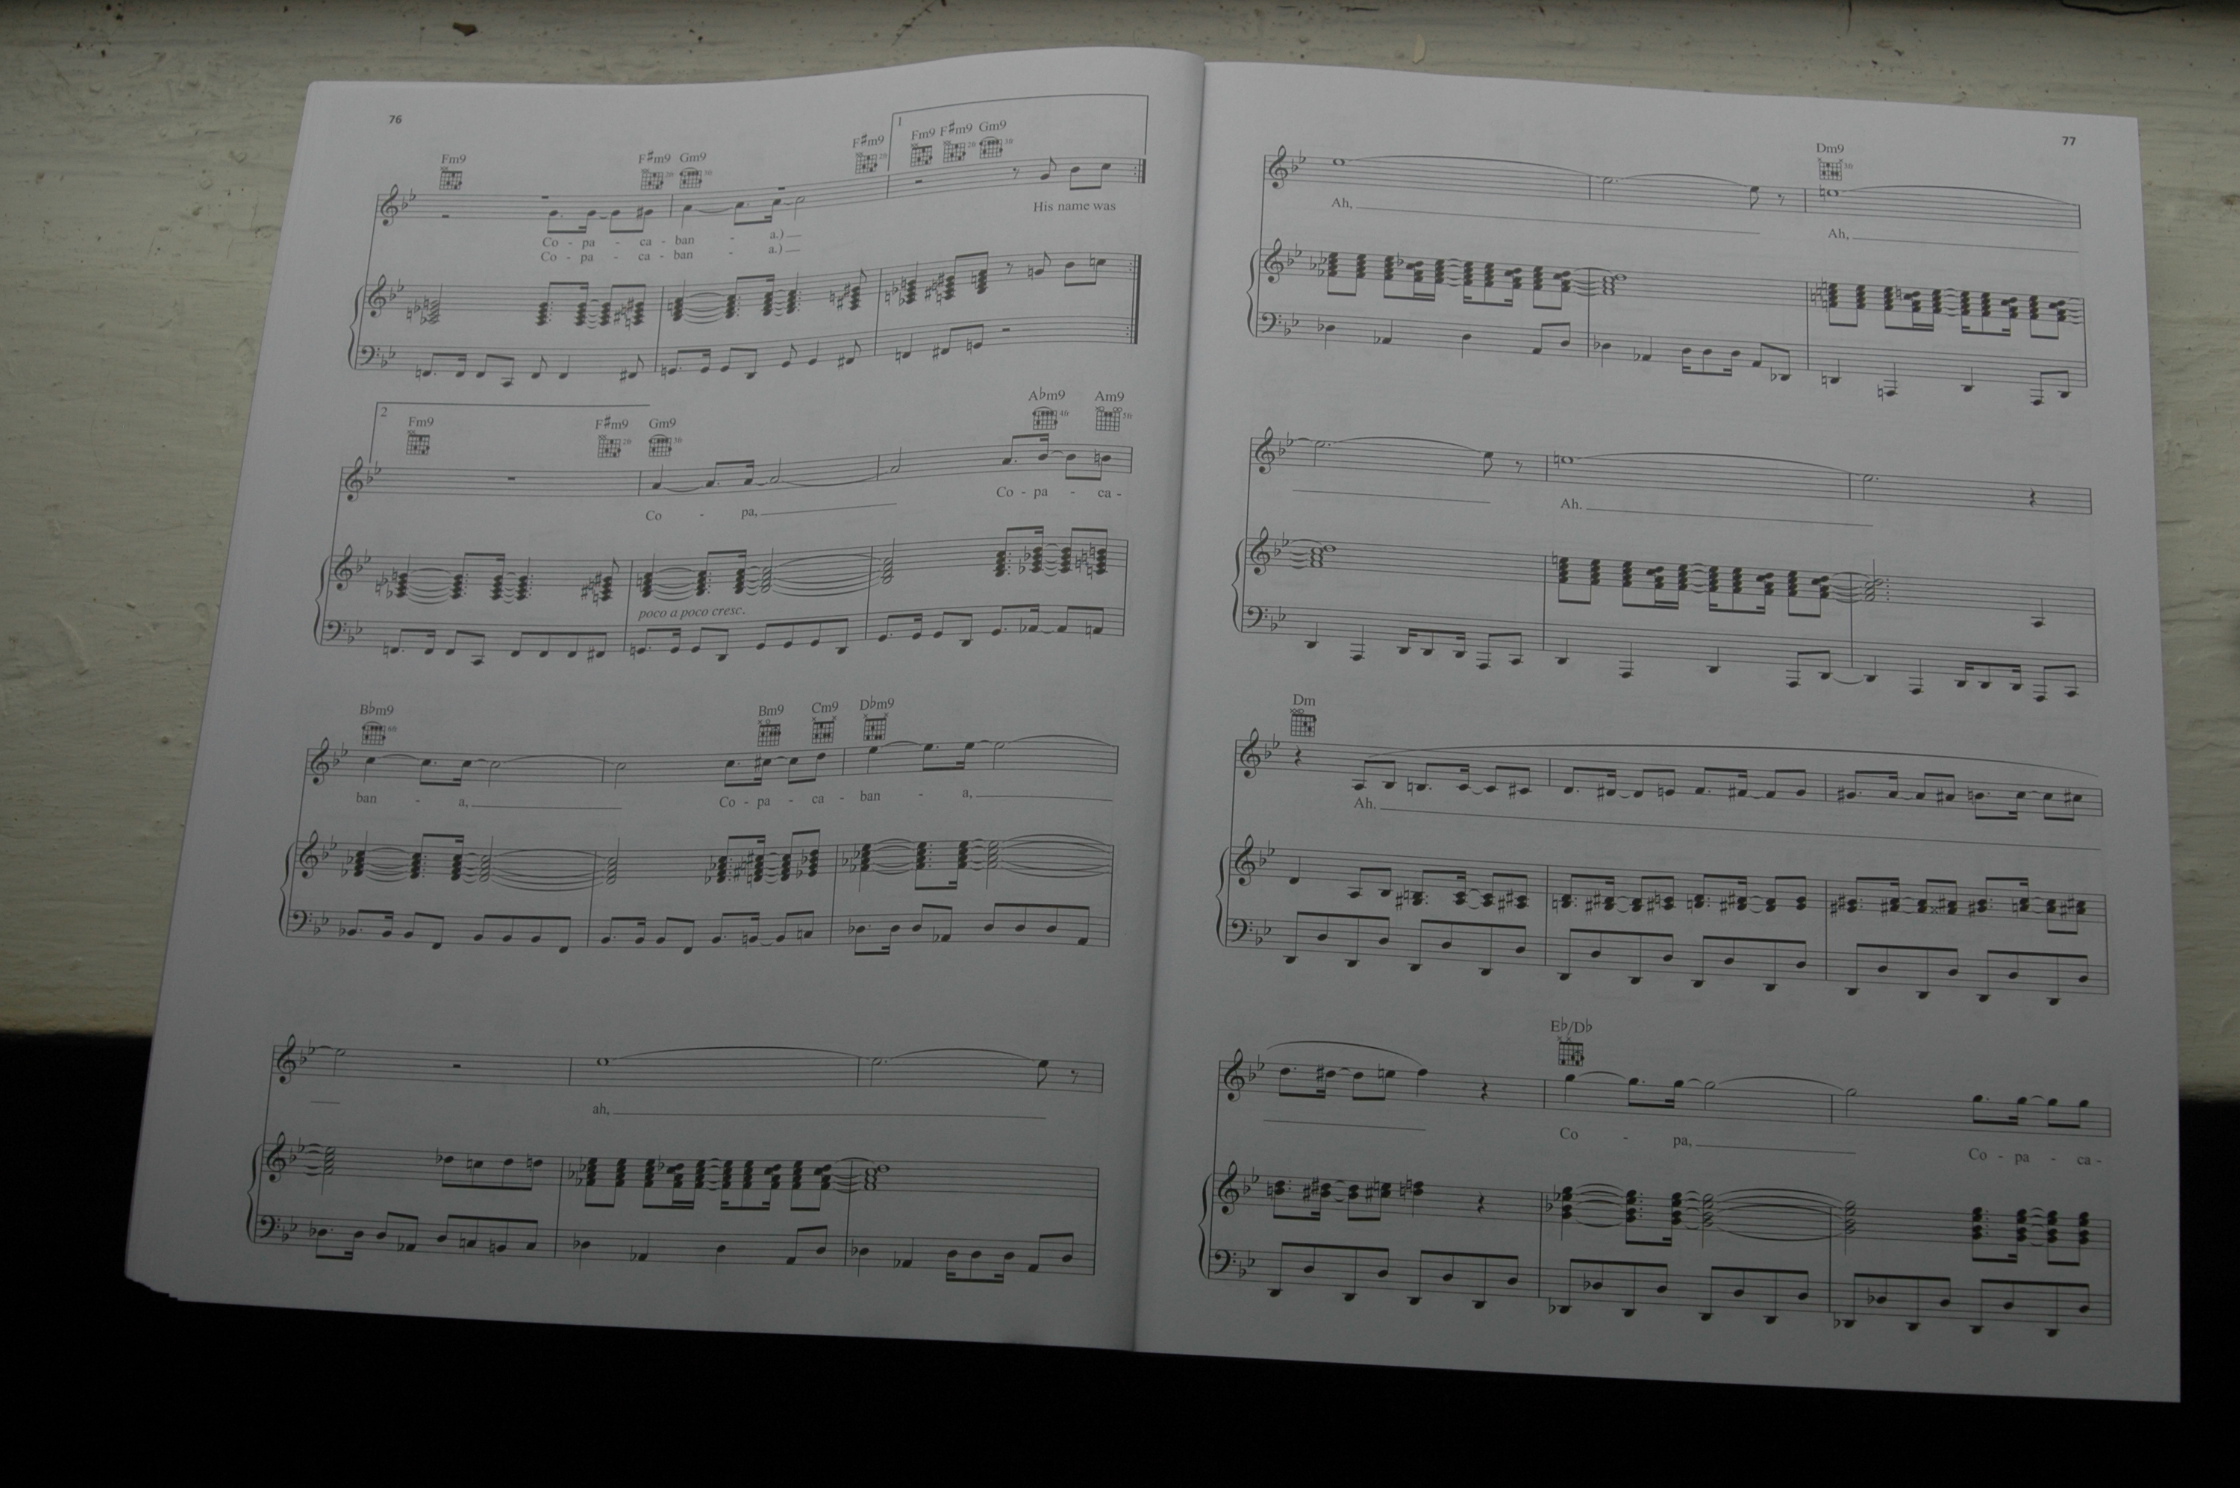 76
1
Fm9 F♯m9 Gm9 F♯m9 Fm9 F♯m9 Gm9
His name was
Co - pa - ca - ban - a.)
Co - pa - ca - ban - a.)
2
Fm9 F♯m9 Gm9 A♭m9 Am9
Co - pa, Co - pa - ca -
poco a poco cresc.
B♭m9 Bm9 Cm9 D♭m9
ban - a, Co - pa - ca - ban - a,
ah,
77
Dm9
Ah, Ah,
Ah.
Dm
Ah.
E♭/D♭
Co - pa, Co - pa - ca -